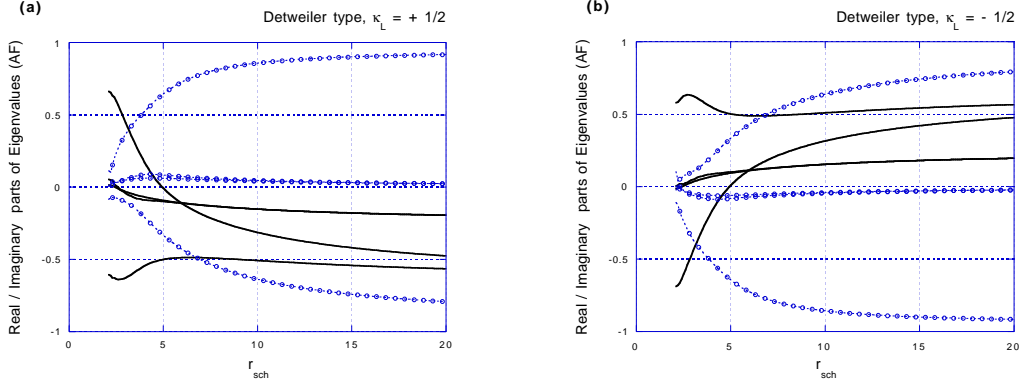 (a)
Detweiler type, κL = + 1/2
Real / Imaginary parts of Eigenvalues (AF)
1
0.5
0
-0.5
-1
0 5 10 15 20
rsch
(b)
Detweiler type, κL = - 1/2
Real / Imaginary parts of Eigenvalues (AF)
1
0.5
0
-0.5
-1
0 5 10 15 20
rsch